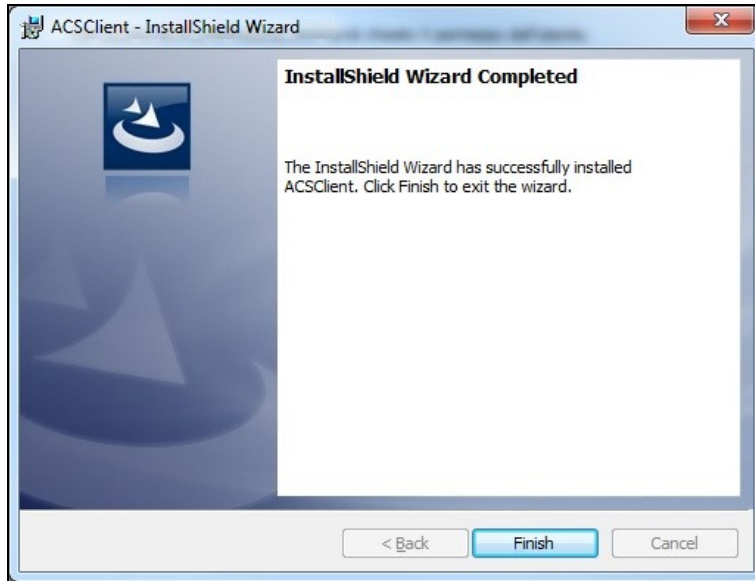 ACSClient - InstallShield Wizard
InstallShield Wizard Completed
The InstallShield Wizard has successfully installed
ACSClient. Click Finish to exit the wizard.
< Back
Finish
Cancel